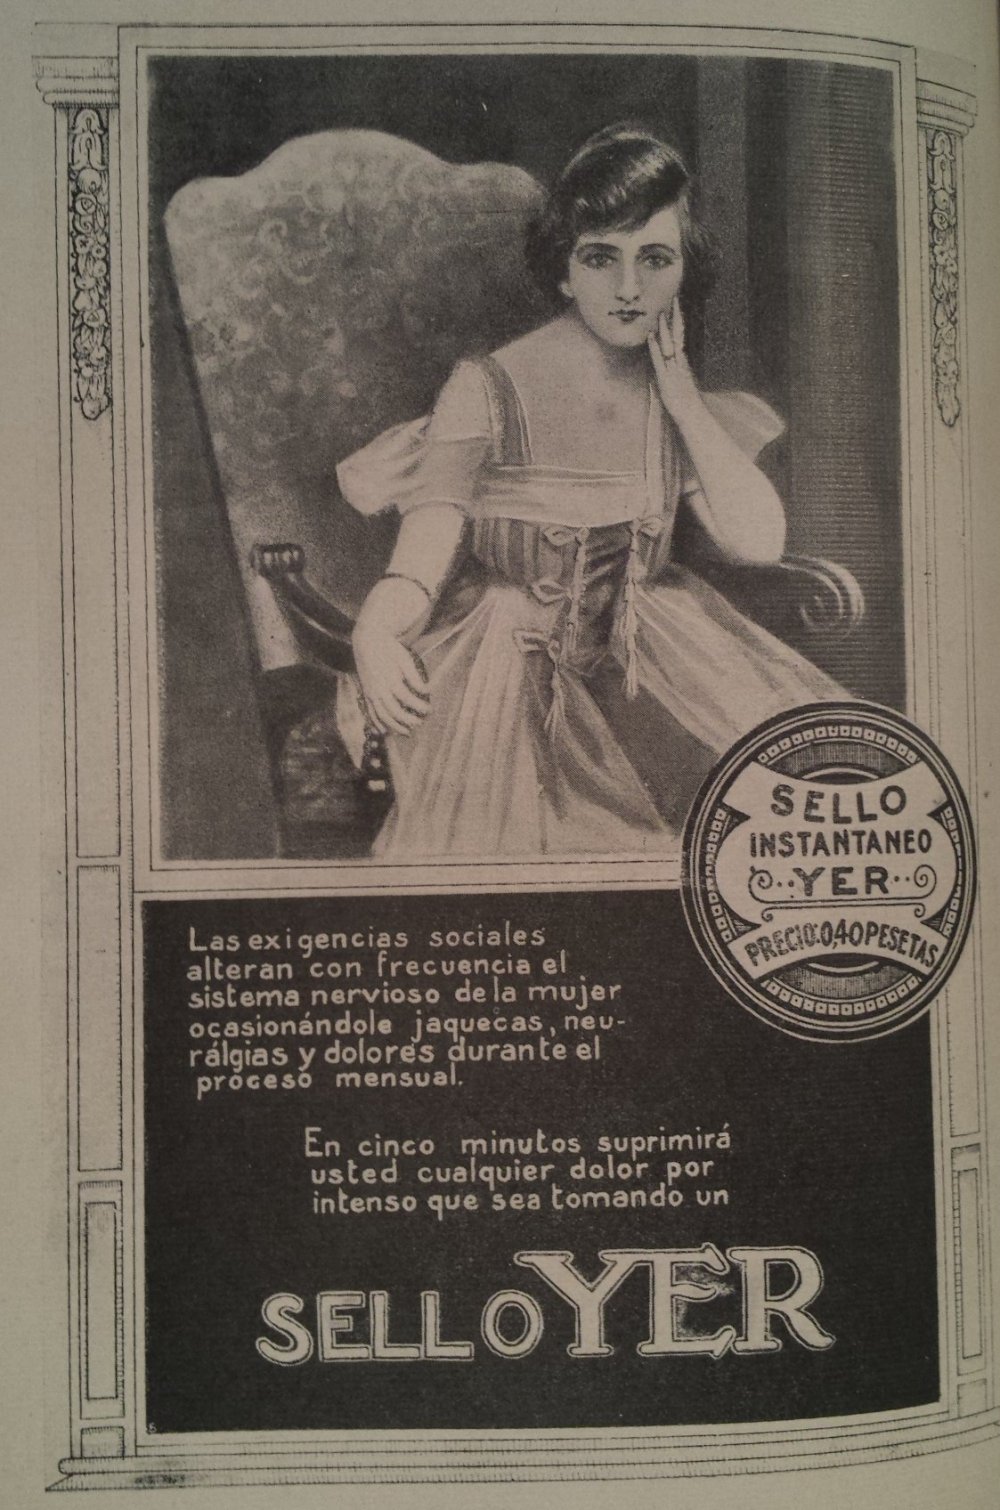 SELLO
INSTANTANEO
YER
PRECIO: 0,40 PESETAS
Las exigencias sociales
alteran con frecuencia el
sistema nervioso de la mujer
ocasionándole jaquecas, neu-
rálgias y dolores durante el
proceso mensual.
En cinco minutos suprimirá
usted cualquier dolor por
intenso que sea tomando un
SELLO YER